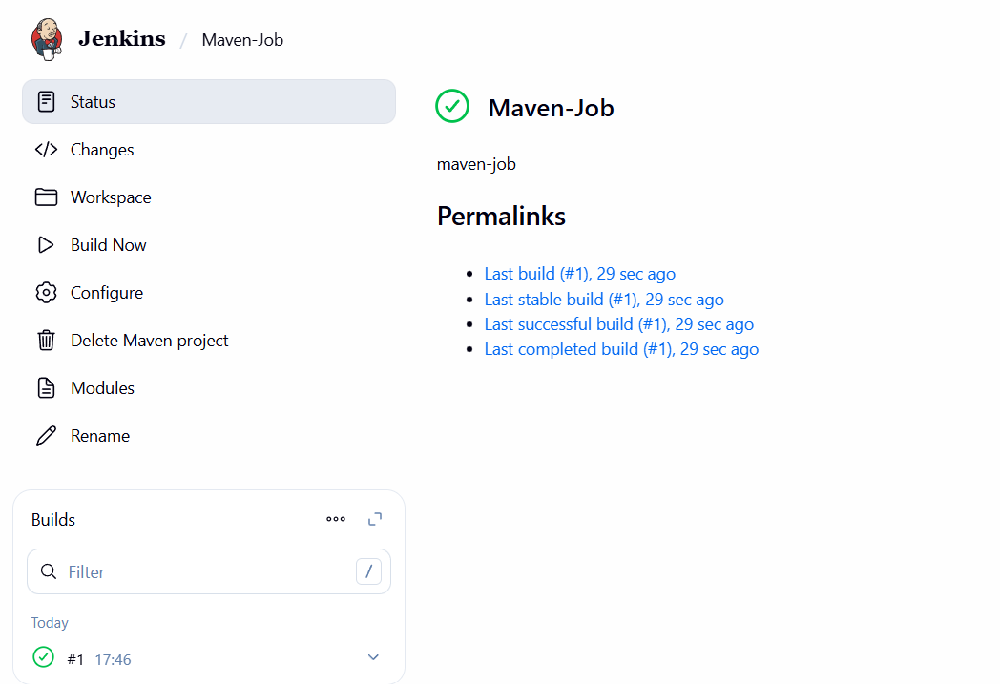 Jenkins / Maven-Job
Status
Changes
Workspace
Build Now
Configure
Delete Maven project
Modules
Rename
Builds
Filter /
Today
#1 17:46
Maven-Job
maven-job
Permalinks
Last build (#1), 29 sec ago
Last stable build (#1), 29 sec ago
Last successful build (#1), 29 sec ago
Last completed build (#1), 29 sec ago